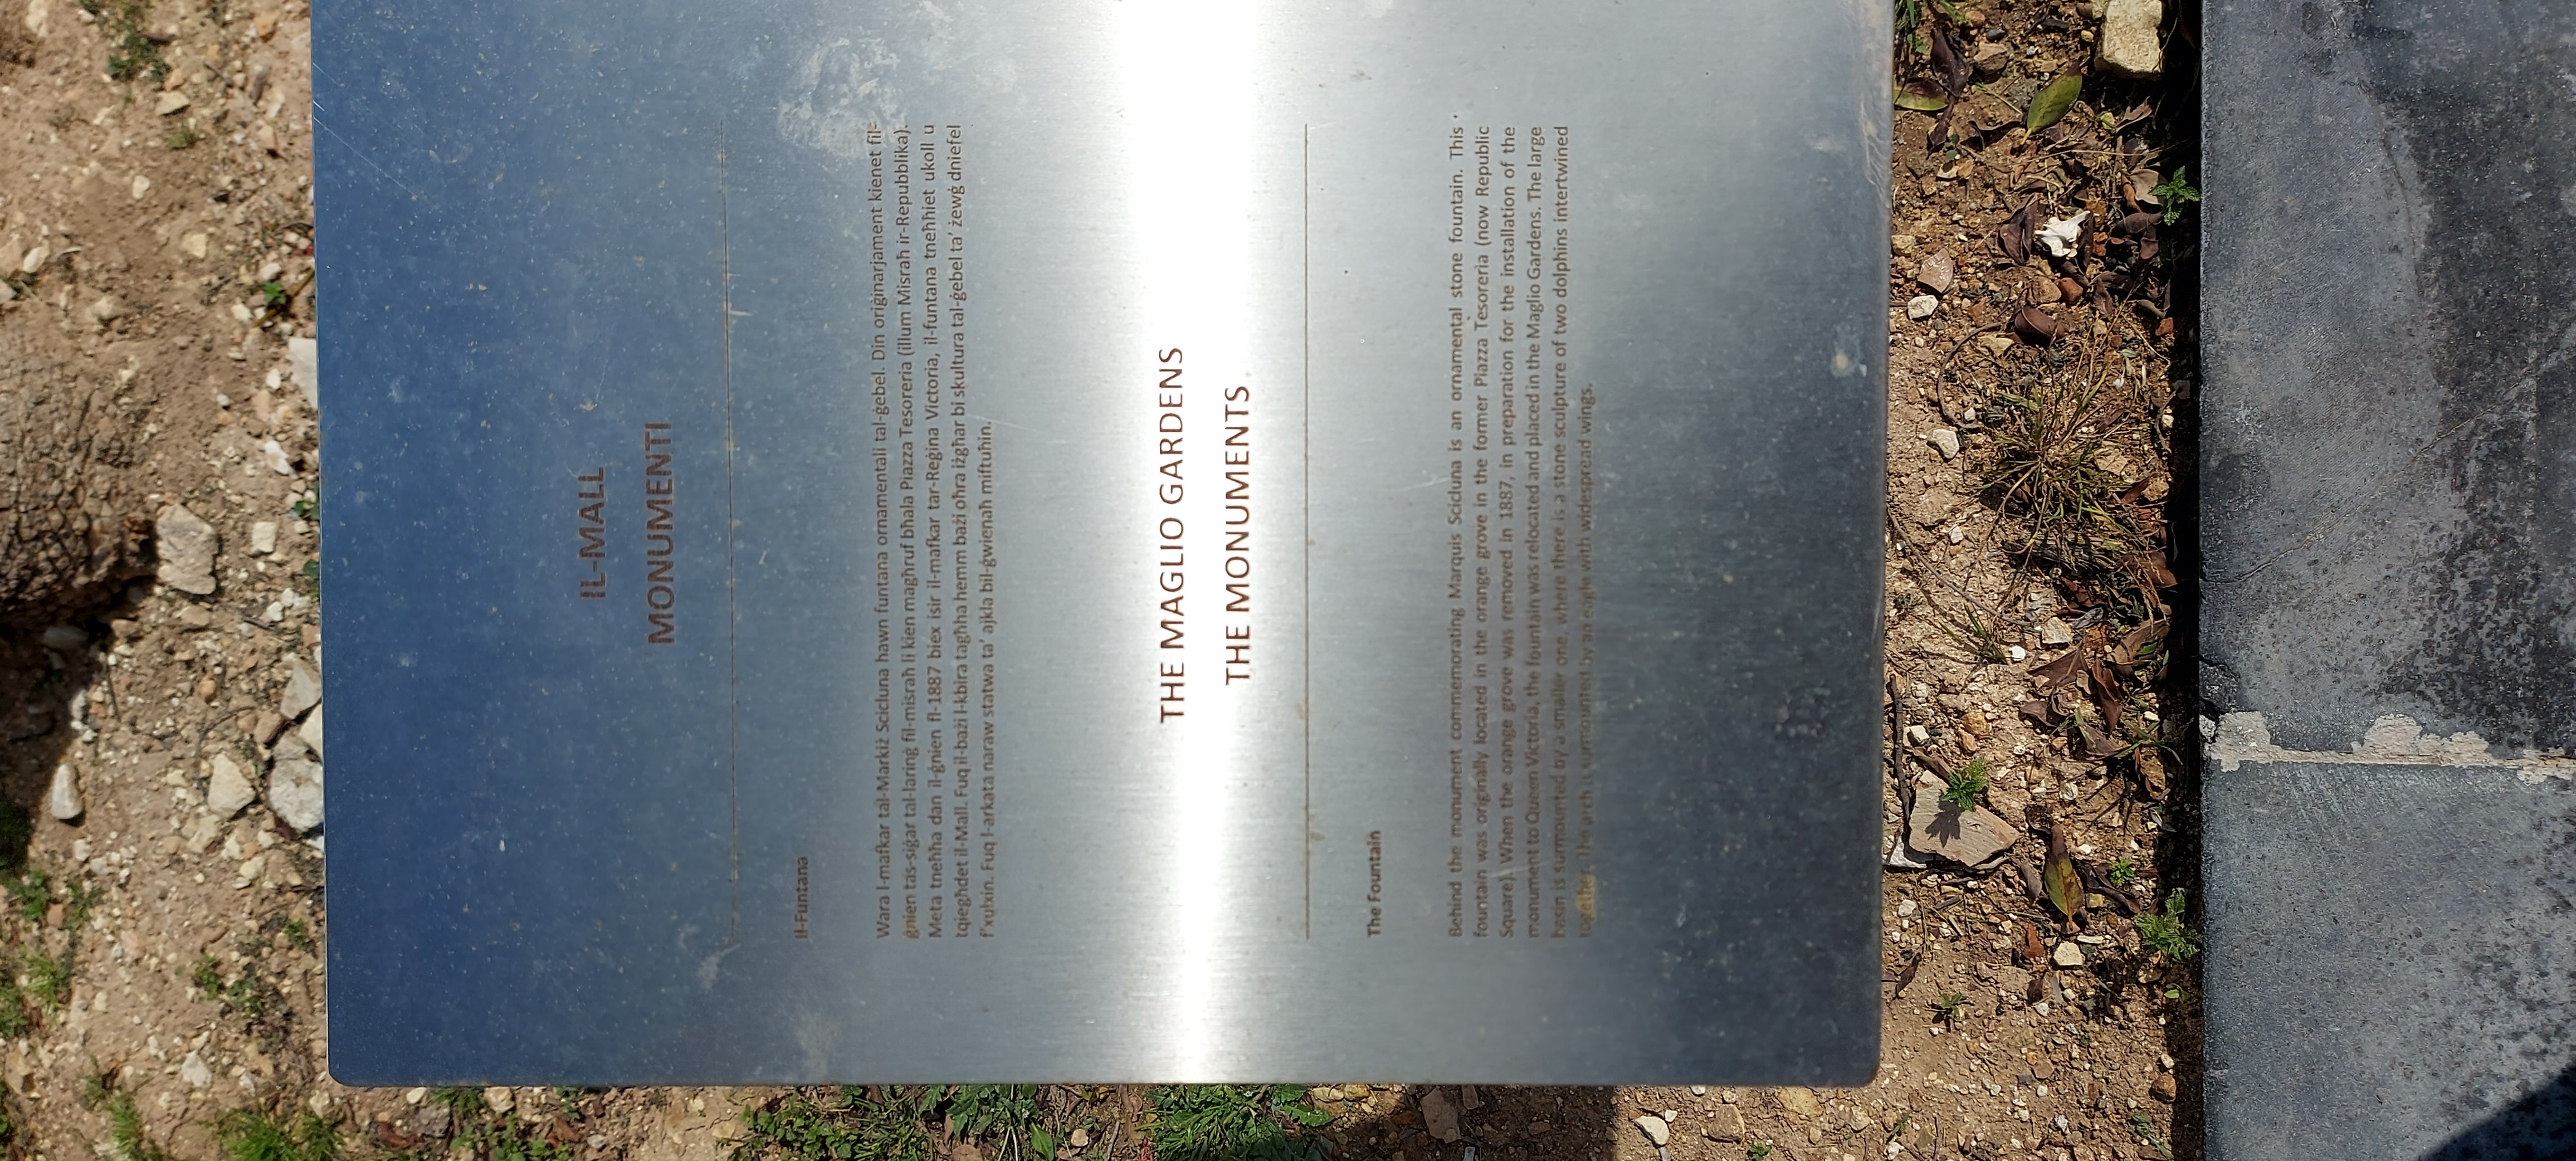 IL-MALL
MONUMENTI
Il-Funtana
Wara l-mafkar tal-Markiż Scicluna hawn funtana ornamentali tal-ġebel. Din oriġinarjament kienet fil-
ġnien tas-siġar tal-larinġ fil-misraħ li kien magħruf bħala Piazza Tesoreria (illum Misraħ ir-Repubblika).
Meta tneħħa dan il-ġnien fl-1887 biex isir il-mafkar tar-Reġina Victoria, il-funtana tneħħiet ukoll u
tqiegħdet il-Mall. Fuq il-bażi l-kbira tagħha hemm bażi oħra iżgħar bi skultura tal-ġebel ta' żewġ dniefel
f'xulxin. Fuq l-arkata naraw statwa ta' ajkla bil-ġwienaħ miftuħin.
THE MAGLIO GARDENS
THE MONUMENTS
The Fountain
Behind the monument commemorating Marquis Scicluna is an ornamental stone fountain. This
fountain was originally located in the orange grove in the former Piazza Tesoreria (now Republic
Square). When the orange grove was removed in 1887, in preparation for the installation of the
monument to Queen Victoria, the fountain was relocated and placed in the Maglio Gardens. The large
basin is surmounted by a smaller one, where there is a stone sculpture of two dolphins intertwined
together. The arch is surmounted by an eagle with widespread wings.